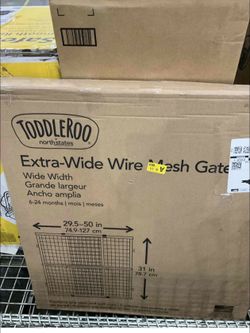 TODDLEROO
northstates
Extra-Wide Wire Mesh Gate
Wide Width
Grande largeur
Ancho amplia
6-24 months | mois | meses
29.5–50 in
74.9-127 cm
31 in
78.7 cm